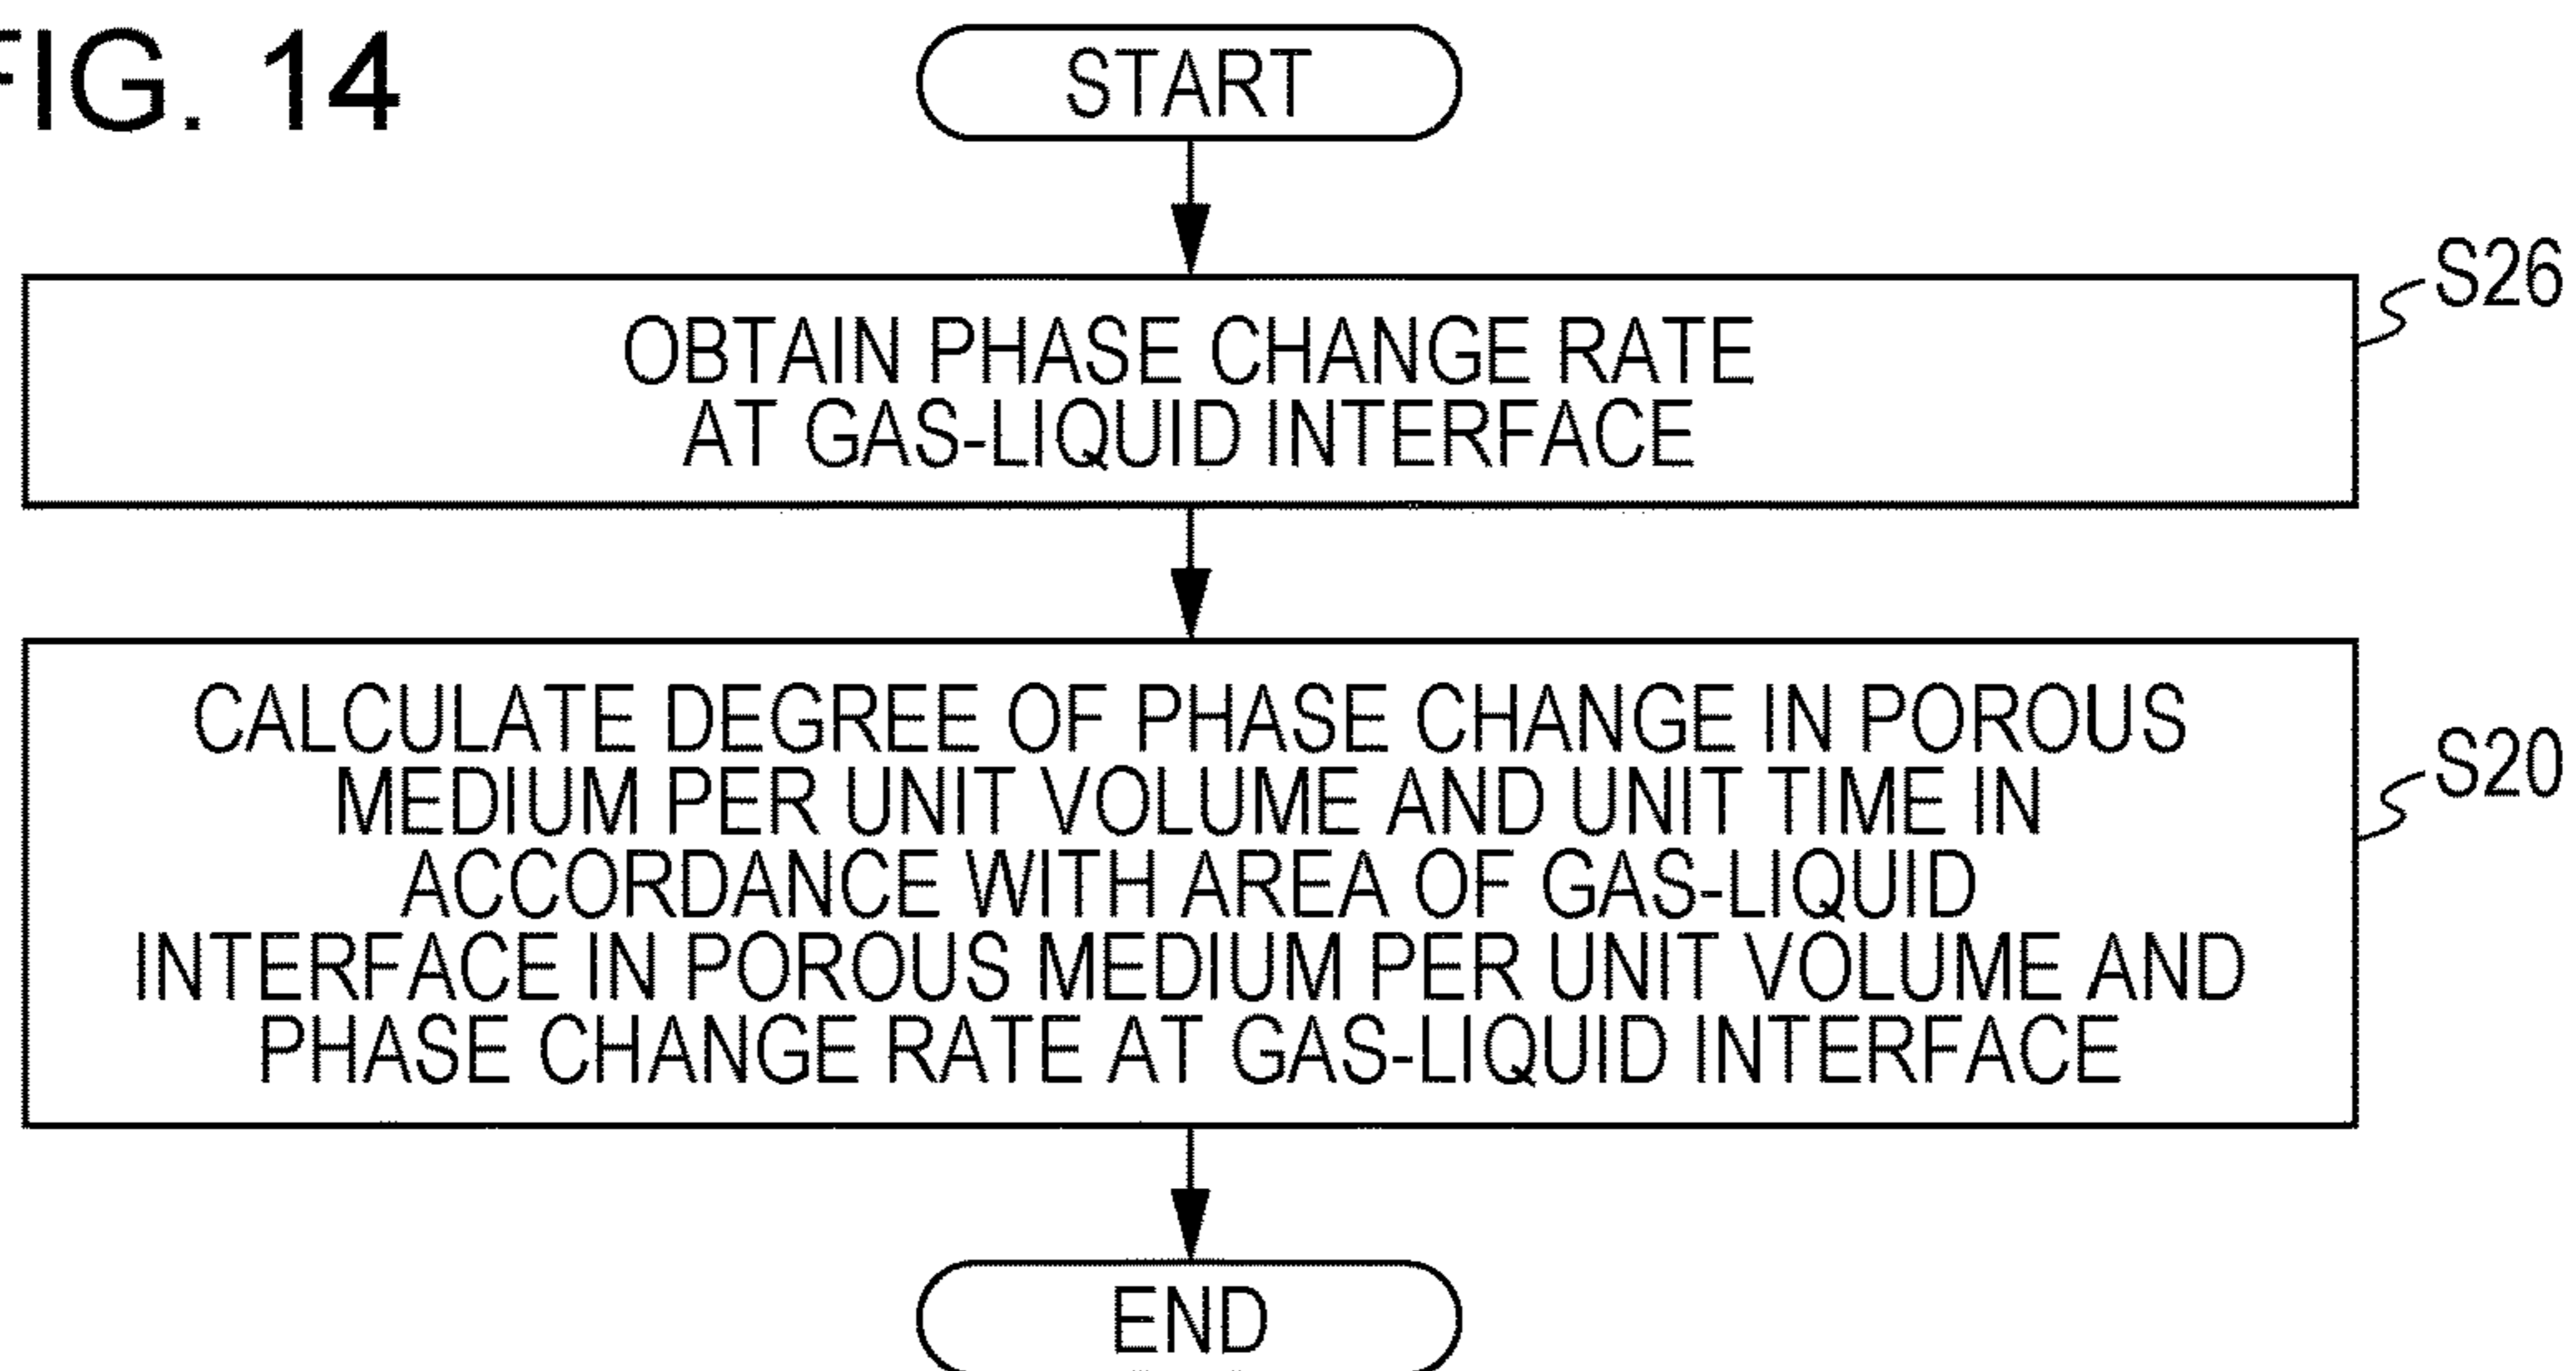 FIG. 14
START
OBTAIN PHASE CHANGE RATE
AT GAS-LIQUID INTERFACE
S26
CALCULATE DEGREE OF PHASE CHANGE IN POROUS
MEDIUM PER UNIT VOLUME AND UNIT TIME IN
ACCORDANCE WITH AREA OF GAS-LIQUID
INTERFACE IN POROUS MEDIUM PER UNIT VOLUME AND
PHASE CHANGE RATE AT GAS-LIQUID INTERFACE
S20
END